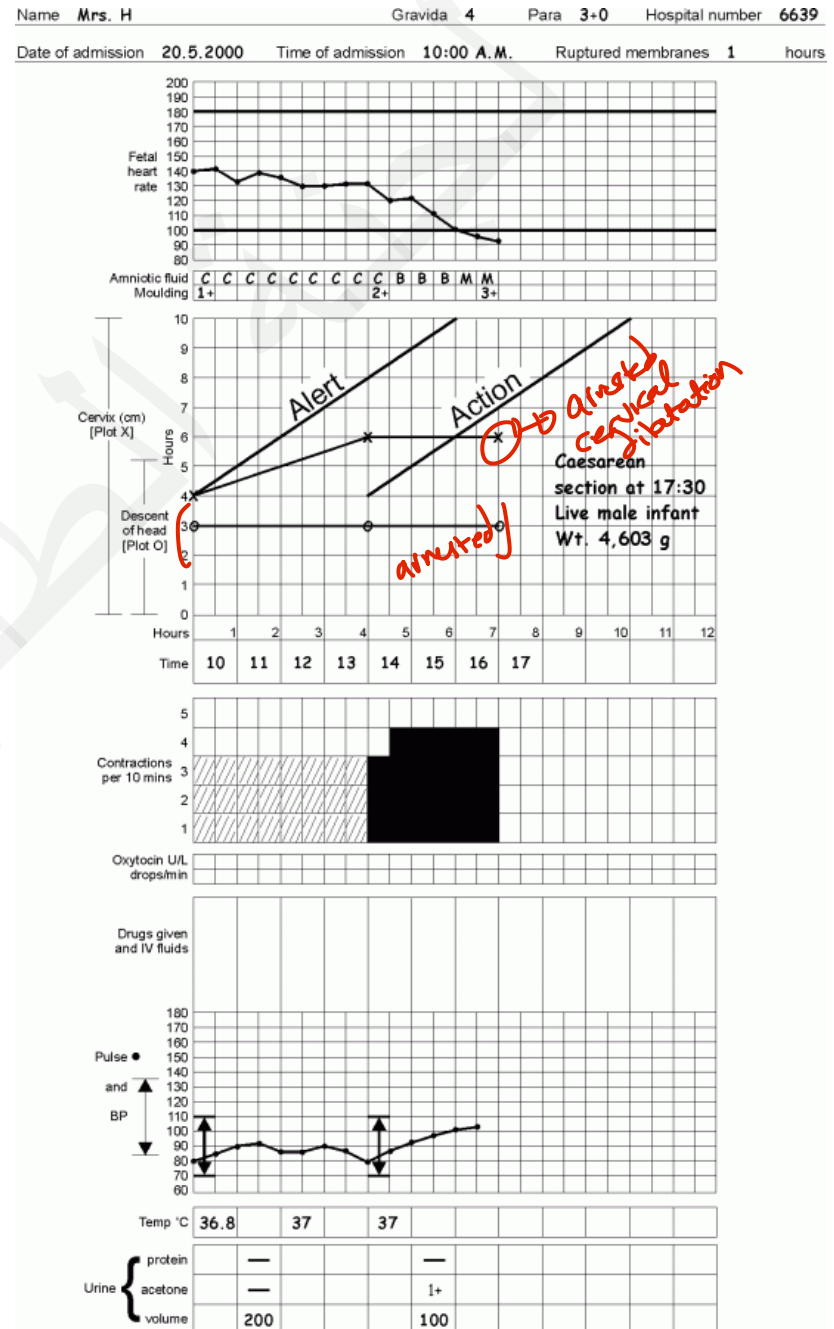 Name Mrs. H Gravida 4 Para 3+0 Hospital number 6639
Date of admission 20.5.2000 Time of admission 10:00 A.M. Ruptured membranes 1 hours
200
190
180
170
160
Fetal 150
heart 140
rate 130
120
110
100
90
80
Amniotic fluid C C C C C C C C C B B B M M
Moulding 1+ 2+ 3+
10
9
8
Alert
Action
arrested
cervical
dilatation
7
Cervix (cm)
[Plot X]
Hours
6
5
Caesarean
section at 17:30
Live male infant
Wt. 4,603 g
4
Descent
of head
[Plot O]
3
arrested
2
1
0
Hours 1 2 3 4 5 6 7 8 9 10 11 12
Time 10 11 12 13 14 15 16 17
5
4
Contractions
per 10 mins
3
2
1
Oxytocin U/L
drops/min
Drugs given
and IV fluids
180
170
160
Pulse ● 150
140
and 130
120
BP 110
100
90
80
70
60
Temp °C 36.8 37 37
protein — —
Urine acetone — 1+
volume 200 100